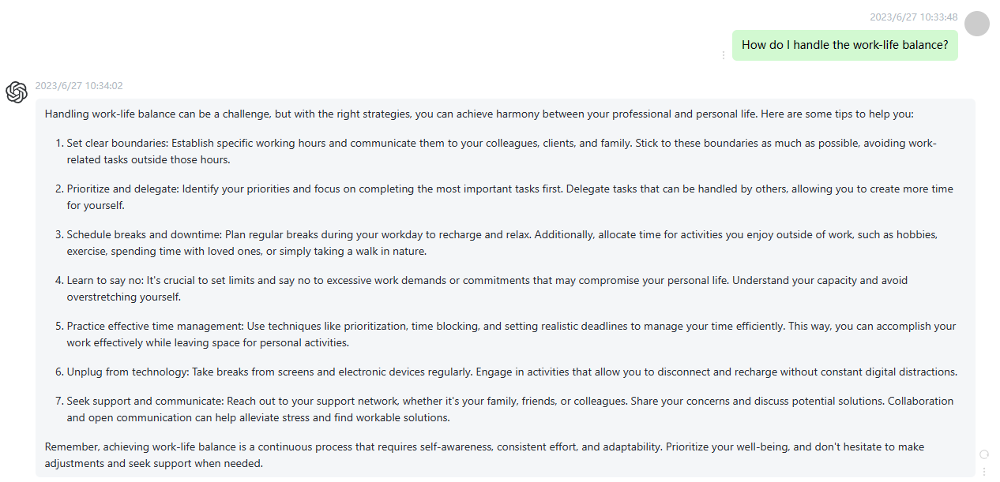 2023/6/27 10:33:48
How do I handle the work-life balance?
2023/6/27 10:34:02
Handling work-life balance can be a challenge, but with the right strategies, you can achieve harmony between your professional and personal life. Here are some tips to help you:
1. Set clear boundaries: Establish specific working hours and communicate them to your colleagues, clients, and family. Stick to these boundaries as much as possible, avoiding work-
related tasks outside those hours.
2. Prioritize and delegate: Identify your priorities and focus on completing the most important tasks first. Delegate tasks that can be handled by others, allowing you to create more time
for yourself.
3. Schedule breaks and downtime: Plan regular breaks during your workday to recharge and relax. Additionally, allocate time for activities you enjoy outside of work, such as hobbies,
exercise, spending time with loved ones, or simply taking a walk in nature.
4. Learn to say no: It's crucial to set limits and say no to excessive work demands or commitments that may compromise your personal life. Understand your capacity and avoid
overstretching yourself.
5. Practice effective time management: Use techniques like prioritization, time blocking, and setting realistic deadlines to manage your time efficiently. This way, you can accomplish your
work effectively while leaving space for personal activities.
6. Unplug from technology: Take breaks from screens and electronic devices regularly. Engage in activities that allow you to disconnect and recharge without constant digital distractions.
7. Seek support and communicate: Reach out to your support network, whether it's your family, friends, or colleagues. Share your concerns and discuss potential solutions. Collaboration
and open communication can help alleviate stress and find workable solutions.
Remember, achieving work-life balance is a continuous process that requires self-awareness, consistent effort, and adaptability. Prioritize your well-being, and don't hesitate to make
adjustments and seek support when needed.